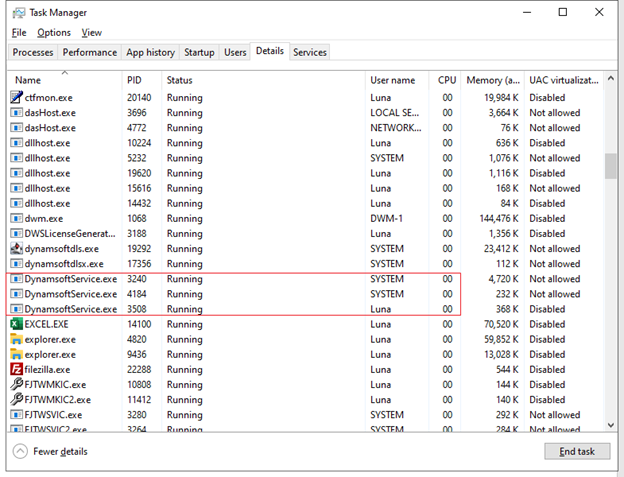 Task Manager
File Options View
Processes Performance App history Startup Users Details Services
Name PID Status User name CPU Memory (a... UAC virtualizat...
ctfmon.exe 20140 Running Luna 00 19,984 K Disabled
dasHost.exe 3696 Running LOCAL SE... 00 3,664 K Not allowed
dasHost.exe 4772 Running NETWORK... 00 76 K Not allowed
dllhost.exe 10224 Running Luna 00 636 K Disabled
dllhost.exe 5232 Running SYSTEM 00 1,076 K Not allowed
dllhost.exe 19620 Running Luna 00 1,116 K Disabled
dllhost.exe 15616 Running Luna 00 168 K Not allowed
dllhost.exe 14432 Running Luna 00 84 K Disabled
dwm.exe 1068 Running DWM-1 00 144,476 K Disabled
DWSLicenseGenerat... 3188 Running Luna 00 1,356 K Disabled
dynamsoftdls.exe 19292 Running SYSTEM 00 23,412 K Not allowed
dynamsoftdlsx.exe 17356 Running SYSTEM 00 112 K Not allowed
DynamsoftService.exe 3240 Running SYSTEM 00 4,720 K Not allowed
DynamsoftService.exe 4184 Running SYSTEM 00 232 K Not allowed
DynamsoftService.exe 3508 Running Luna 00 368 K Disabled
EXCEL.EXE 14100 Running Luna 00 70,520 K Disabled
explorer.exe 4820 Running Luna 00 59,852 K Disabled
explorer.exe 9436 Running Luna 00 13,028 K Disabled
filezilla.exe 22288 Running Luna 00 544 K Disabled
FJTWMKIC.exe 10808 Running Luna 00 144 K Disabled
FJTWMKIC2.exe 11412 Running Luna 00 140 K Disabled
FJTWSVIC.exe 3280 Running SYSTEM 00 292 K Not allowed
FJTWSVIC2.exe 3264 Running SYSTEM 00 284 K Not allowed
Fewer details End task